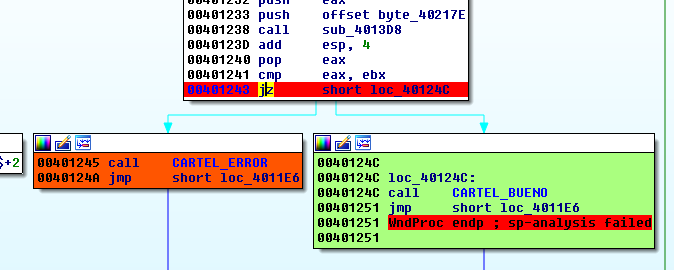 00401232 push eax
00401233 push offset byte_40217E
00401238 call sub_4013D8
0040123D add esp, 4
00401240 pop eax
00401241 cmp eax, ebx
00401243 jz short loc_40124C
$+2
00401245 call CARTEL_ERROR
0040124A jmp short loc_4011E6
0040124C
0040124C loc_40124C:
0040124C call CARTEL_BUENO
00401251 jmp short loc_4011E6
00401251 WndProc endp ; sp-analysis failed
00401251